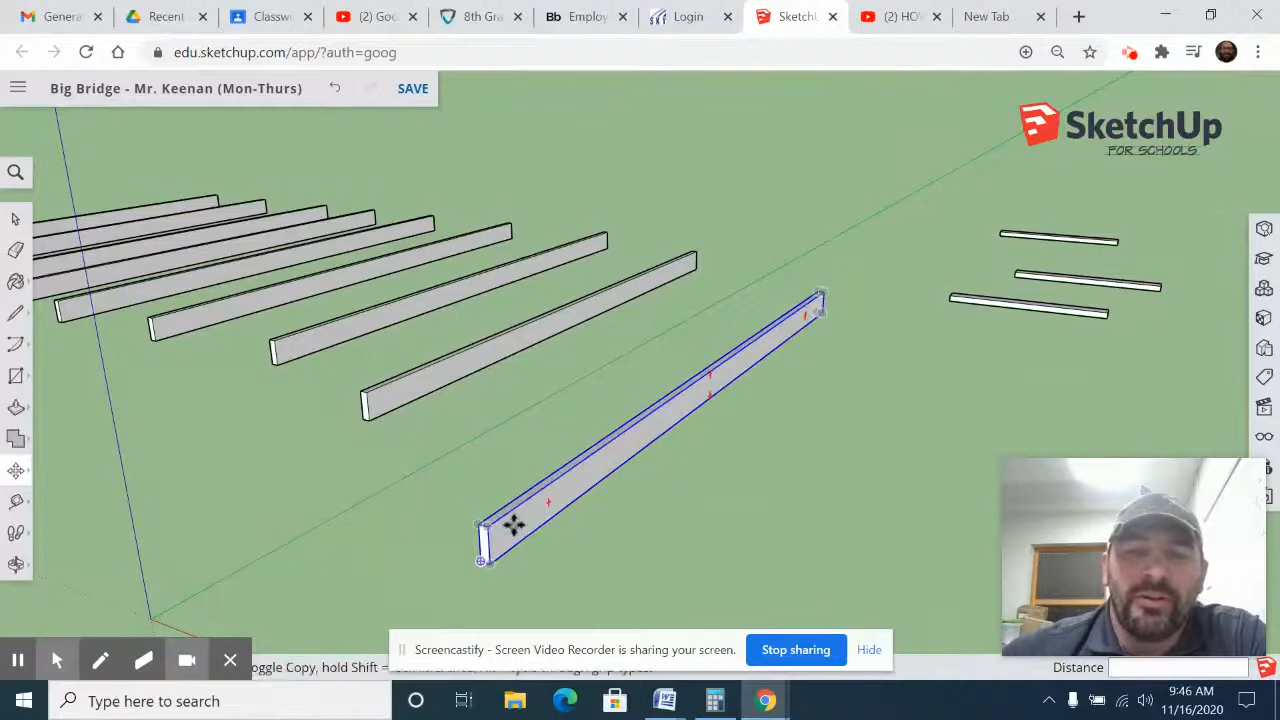 Genera
Recent
Classw
(2) Goo
8th Gra
Bb Employ
Login
SketchU
(2) HOW
New Tab
edu.sketchup.com/app/?auth=goog
Big Bridge - Mr. Keenan (Mon-Thurs)
SAVE
SketchUp
FOR SCHOOLS
Screencastify - Screen Video Recorder is sharing your screen.
Stop sharing
Hide
oggle Copy, hold Shift =
Distance
Type here to search
9:46 AM
11/16/2020